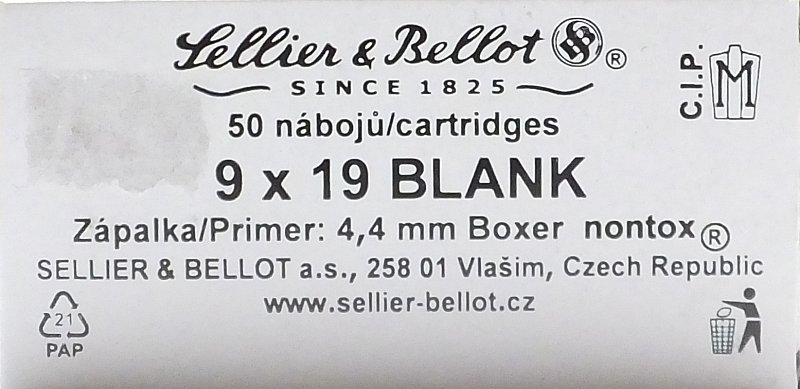 Sellier & Bellot ®
SINCE 1825
C.I.P.
50 nábojů/cartridges
9 x 19 BLANK
Zápalka/Primer: 4,4 mm Boxer nontox®
SELLIER & BELLOT a.s., 258 01 Vlašim, Czech Republic
www.sellier-bellot.cz
21
PAP